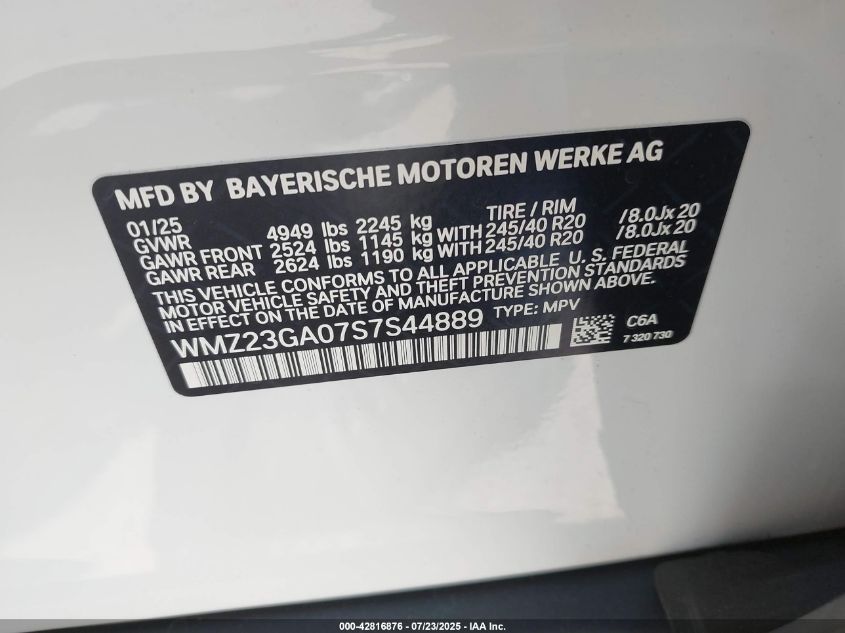 MFD BY BAYERISCHE MOTOREN WERKE AG
01/25 TIRE / RIM
GVWR 4949 lbs 2245 kg
GAWR FRONT 2524 lbs 1145 kg WITH 245/40 R20 /8.0Jx20
GAWR REAR 2624 lbs 1190 kg WITH 245/40 R20 /8.0Jx20
THIS VEHICLE CONFORMS TO ALL APPLICABLE U. S. FEDERAL
MOTOR VEHICLE SAFETY AND THEFT PREVENTION STANDARDS
IN EFFECT ON THE DATE OF MANUFACTURE SHOWN ABOVE.
WMZ23GA07S7S44889 TYPE: MPV
C6A
7 320 730
000-42816876 - 07/23/2025 - IAA Inc.